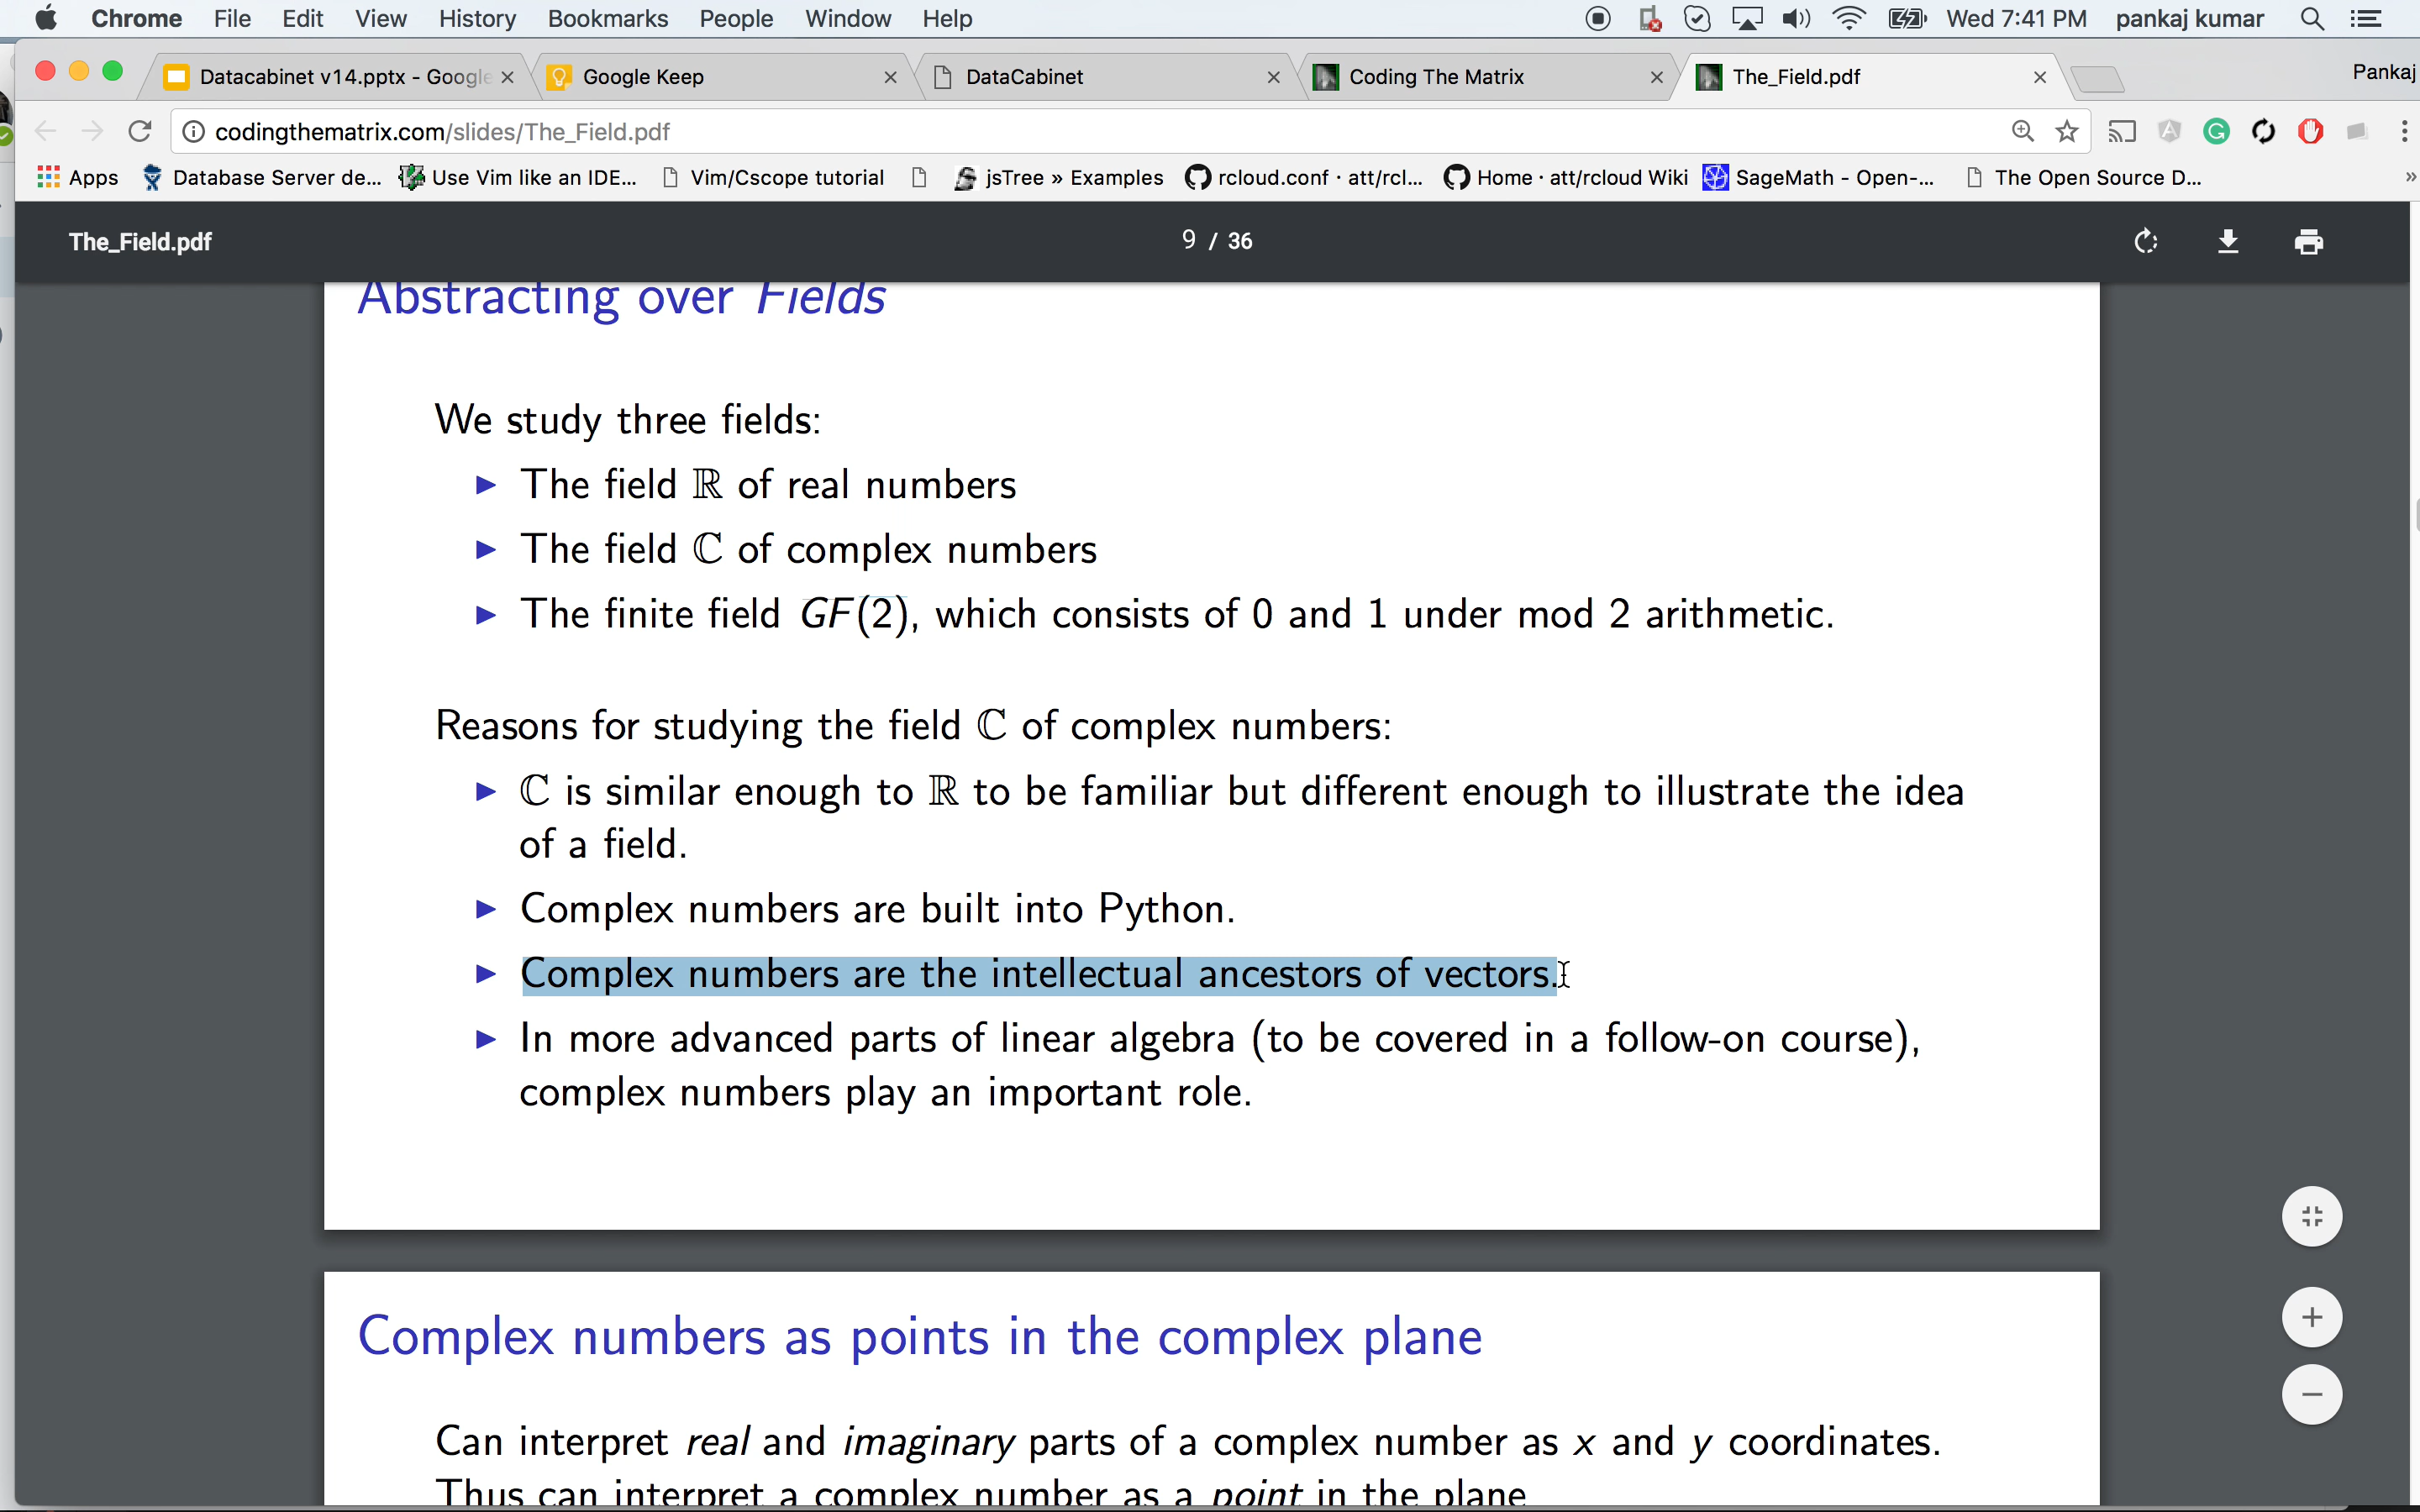 Chrome File Edit View History Bookmarks People Window Help Wed 7:41 PM pankaj kumar
Datacabinet v14.pptx - Google Google Keep DataCabinet Coding The Matrix The_Field.pdf Pankaj
codingthematrix.com/slides/The_Field.pdf
Apps Database Server de... Use Vim like an IDE... Vim/Cscope tutorial jsTree » Examples rcloud.conf · att/rcl... Home · att/rcloud Wiki SageMath - Open-... The Open Source D... »
The_Field.pdf 9 / 36
Abstracting over Fields
We study three fields:
▶ The field ℝ of real numbers
▶ The field ℂ of complex numbers
▶ The finite field GF(2), which consists of 0 and 1 under mod 2 arithmetic.
Reasons for studying the field ℂ of complex numbers:
▶ ℂ is similar enough to ℝ to be familiar but different enough to illustrate the idea
of a field.
▶ Complex numbers are built into Python.
▶ Complex numbers are the intellectual ancestors of vectors.
▶ In more advanced parts of linear algebra (to be covered in a follow-on course),
complex numbers play an important role.
Complex numbers as points in the complex plane
Can interpret real and imaginary parts of a complex number as x and y coordinates.
Thus can interpret a complex number as a point in the plane